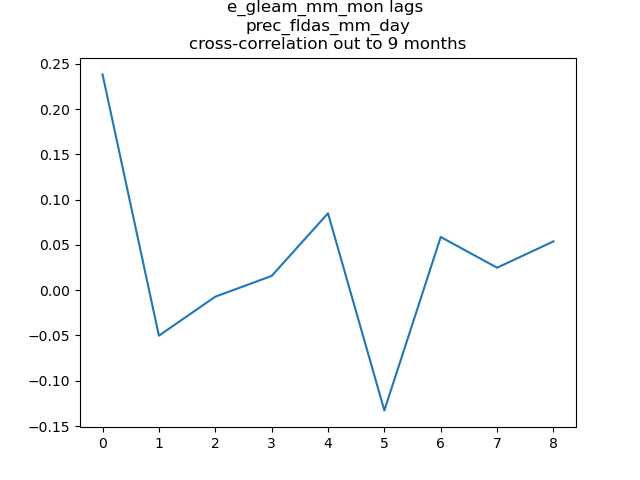 e_gleam_mm_mon lags
prec_fldas_mm_day
cross-correlation out to 9 months
0.25
0.20
0.15
0.10
0.05
0.00
−0.05
−0.10
−0.15
0 1 2 3 4 5 6 7 8